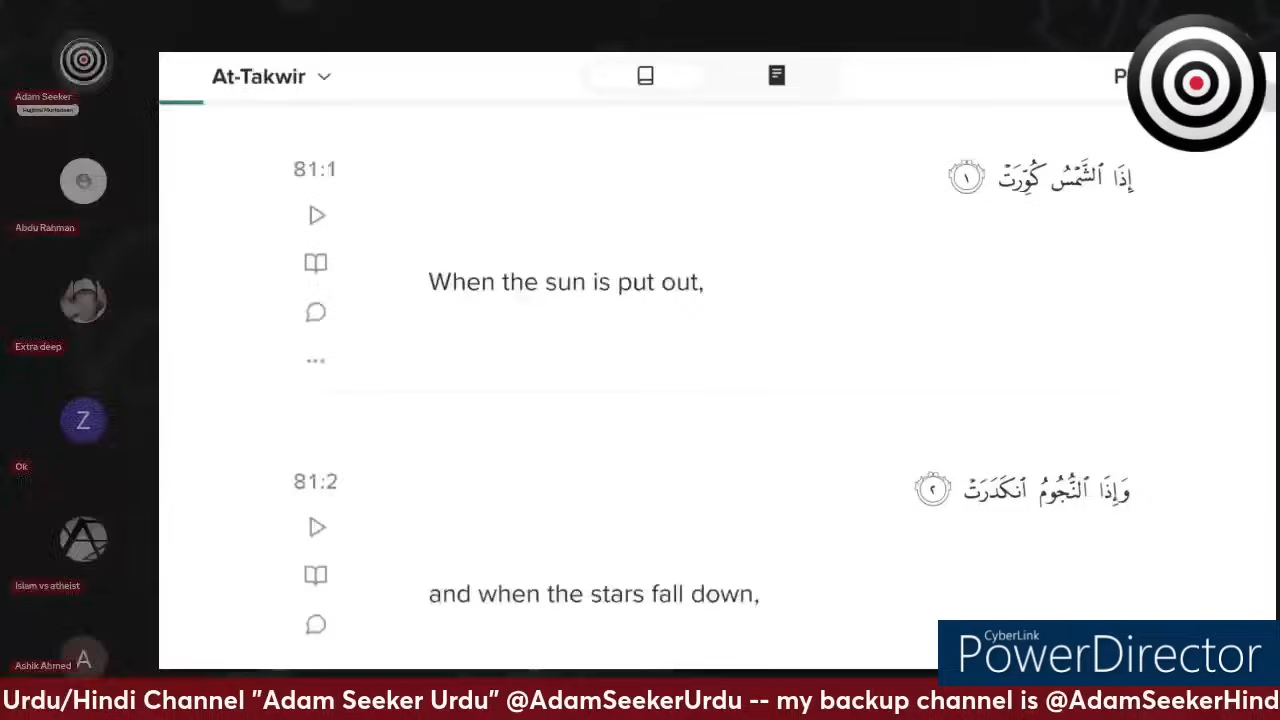 Adam Seeker
Abdu Rahman
Extra deep
Z
Ok
Islam vs atheist
Ashik Ahmed
A
At-Takwir
P
81:1
إِذَا ٱلشَّمْسُ كُوِّرَتْ ١
When the sun is put out,
81:2
وَإِذَا ٱلنُّجُومُ ٱنكَدَرَتْ ٢
and when the stars fall down,
CyberLink
PowerDirector
Urdu/Hindi Channel "Adam Seeker Urdu" @AdamSeekerUrdu -- my backup channel is @AdamSeekerHind